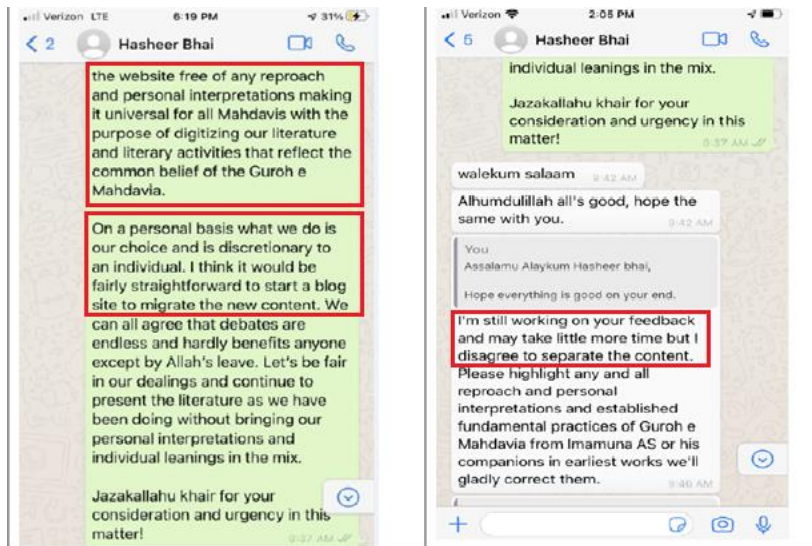 Verizon LTE 6:19 PM 31%
2 Hasheer Bhai
the website free of any reproach
and personal interpretations making
it universal for all Mahdavis with the
purpose of digitizing our literature
and literary activities that reflect the
common belief of the Guroh e
Mahdavia.
On a personal basis what we do is
our choice and is discretionary to
an individual. I think it would be
fairly straightforward to start a blog
site to migrate the new content. We
can all agree that debates are
endless and hardly benefits anyone
except by Allah's leave. Let's be fair
in our dealings and continue to
present the literature as we have
been doing without bringing our
personal interpretations and
individual leanings in the mix.
Jazakallahu khair for your
consideration and urgency in this
matter!
9:37 AM
Verizon 2:05 PM
6 Hasheer Bhai
individual leanings in the mix.
Jazakallahu khair for your
consideration and urgency in this
matter!
9:37 AM
walekum salaam 9:42 AM
Alhumdulillah all's good, hope the
same with you. 9:42 AM
You
Assalamu Alaykum Hasheer bhai,
Hope everything is good on your end.
I'm still working on your feedback
and may take little more time but I
disagree to separate the content.
Please highlight any and all
reproach and personal
interpretations and established
fundamental practices of Guroh e
Mahdavia from Imamuna AS or his
companions in earliest works we'll
gladly correct them. 9:46 AM